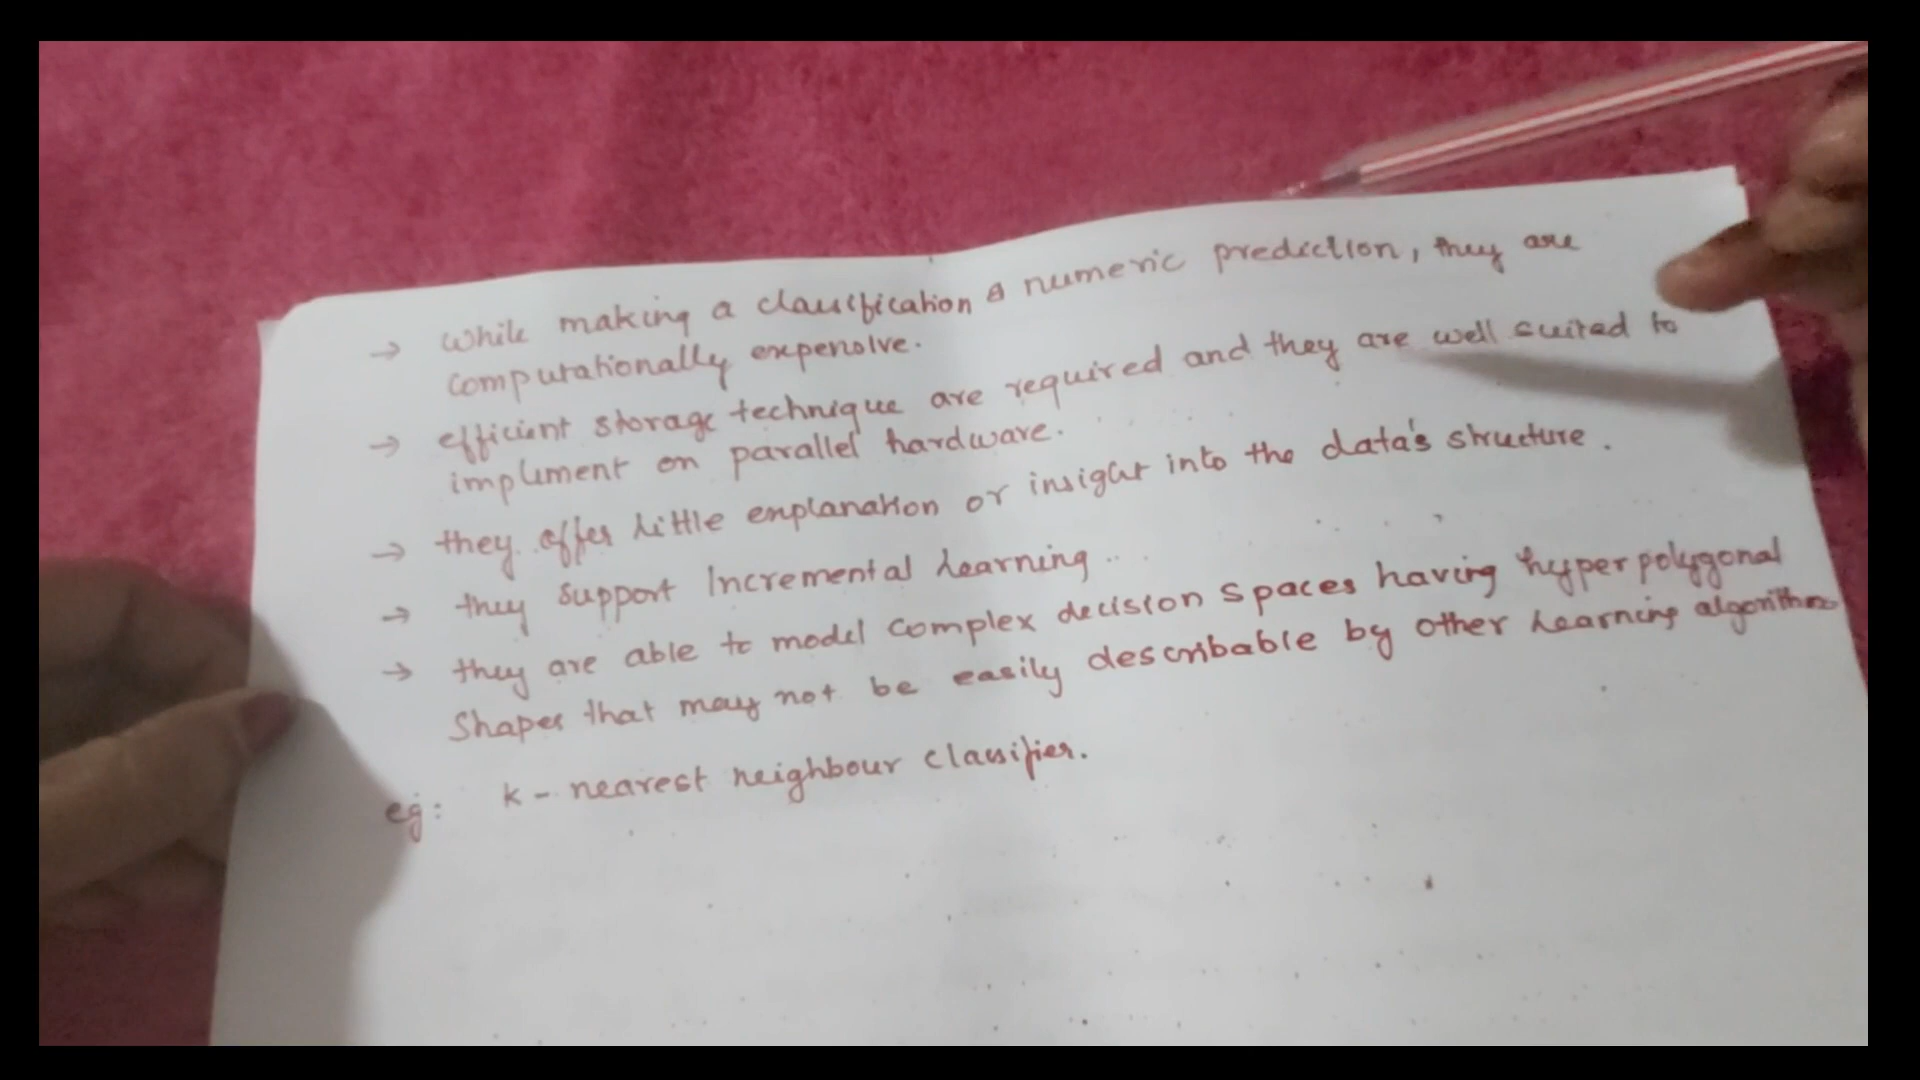 → While making a classification & numeric prediction, they are
computationally expensive.
→ efficient storage technique are required and they are well suited to
implement on parallel hardware.
→ they offer little explanation or insight into the data's structure.
→ they support Incremental Learning..
→ they are able to model complex decision spaces having hyperpolygonal
Shapes that may not be easily describable by other Learning algorithms
eg: k - nearest neighbour classifier.